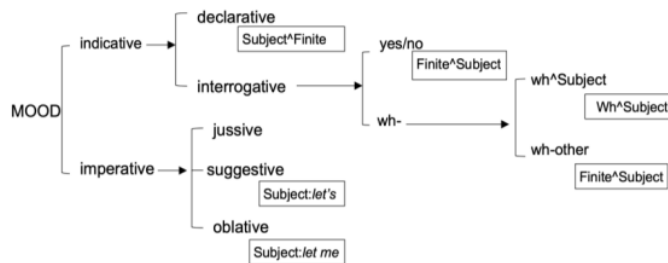 declarative
Subject^Finite
indicative
yes/no
Finite^Subject
interrogative
wh^Subject
Wh^Subject
MOOD
wh-
jussive
wh-other
imperative
suggestive
Finite^Subject
Subject:let's
oblative
Subject:let me